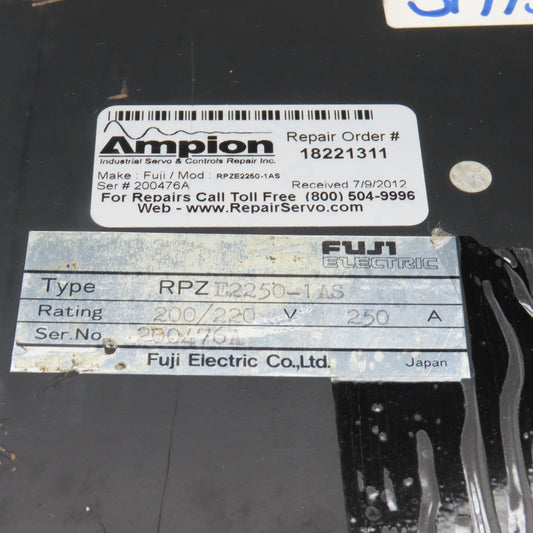 Ampion
Industrial Servo & Controls Repair Inc.
Repair Order #
18221311
Make : Fuji / Mod : RPZE2250-1AS
Ser # 200476A Received 7/9/2012
For Repairs Call Toll Free (800) 504-9996
Web - www.RepairServo.com
FUJI
ELECTRIC
Type RPZE2250-1AS
Rating 200/220 V 250 A
Ser.No 200476A
Fuji Electric Co.,Ltd. Japan